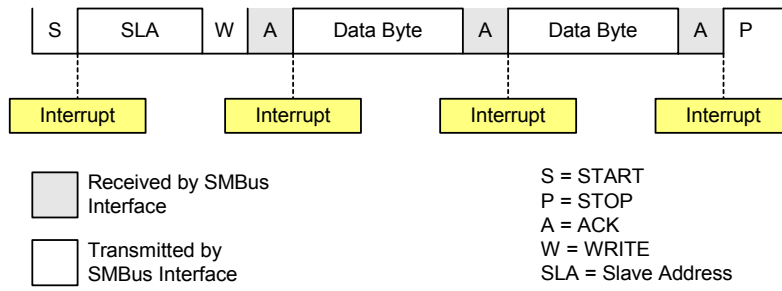 S SLA W A Data Byte A Data Byte A P
Interrupt Interrupt Interrupt Interrupt
Received by SMBus
Interface
Transmitted by
SMBus Interface
S = START
P = STOP
A = ACK
W = WRITE
SLA = Slave Address